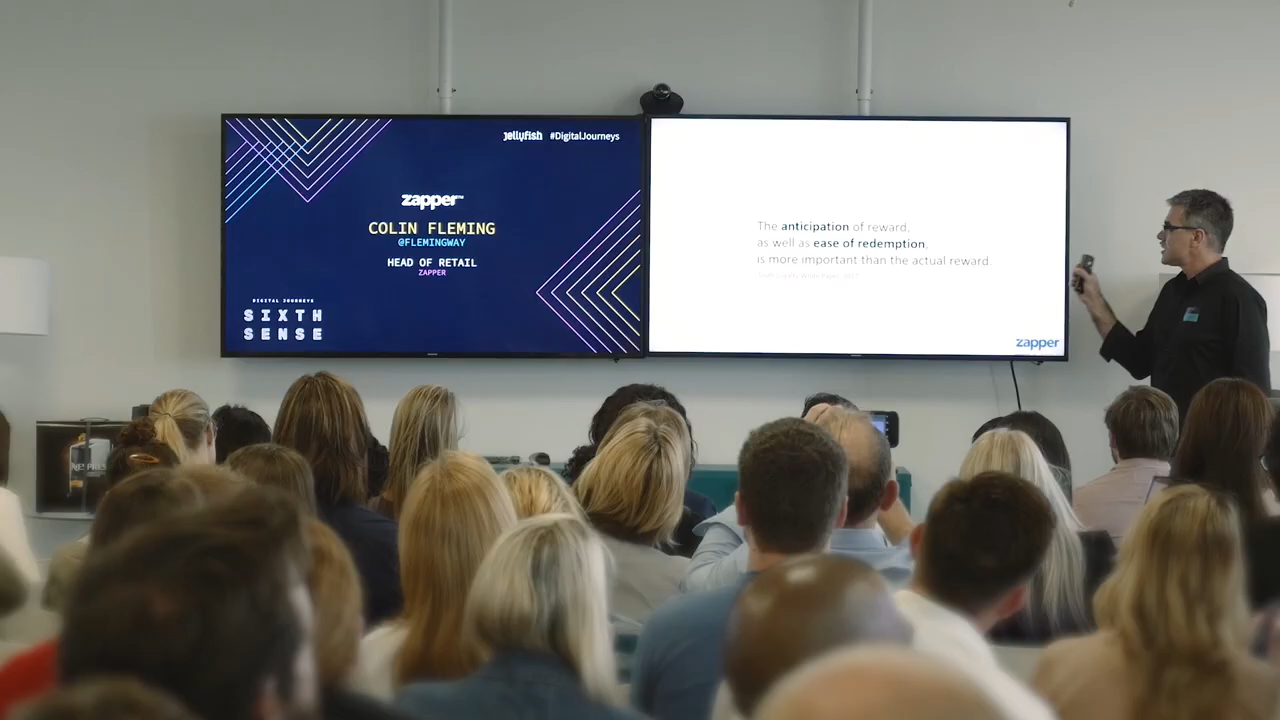 jellyfish #DigitalJourneys
zapper™
COLIN FLEMING
@FLEMINGWAY
HEAD OF RETAIL
ZAPPER
DIGITAL JOURNEYS
SIXTH
SENSE
The anticipation of reward,
as well as ease of redemption,
is more important than the actual reward.
zapper